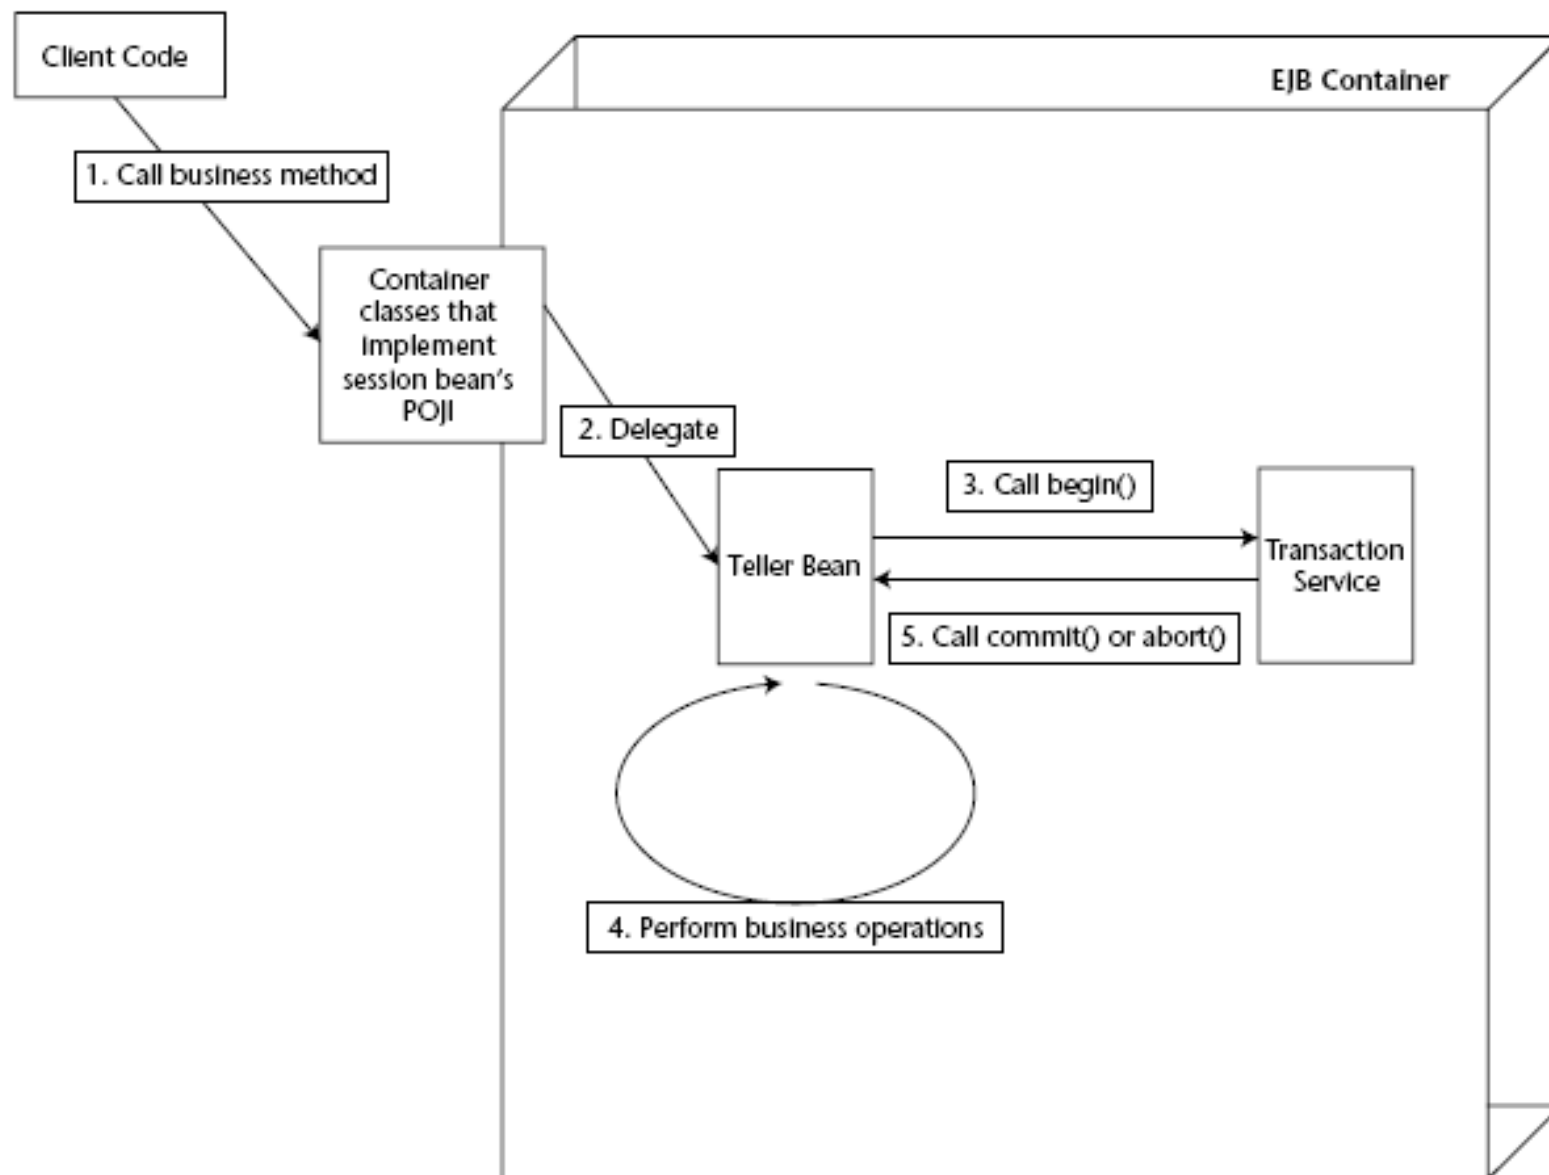 Client Code
EJB Container
1. Call business method
Container
classes that
implement
session bean's
POJI
2. Delegate
3. Call begin()
Teller Bean
Transaction
Service
5. Call commit() or abort()
4. Perform business operations